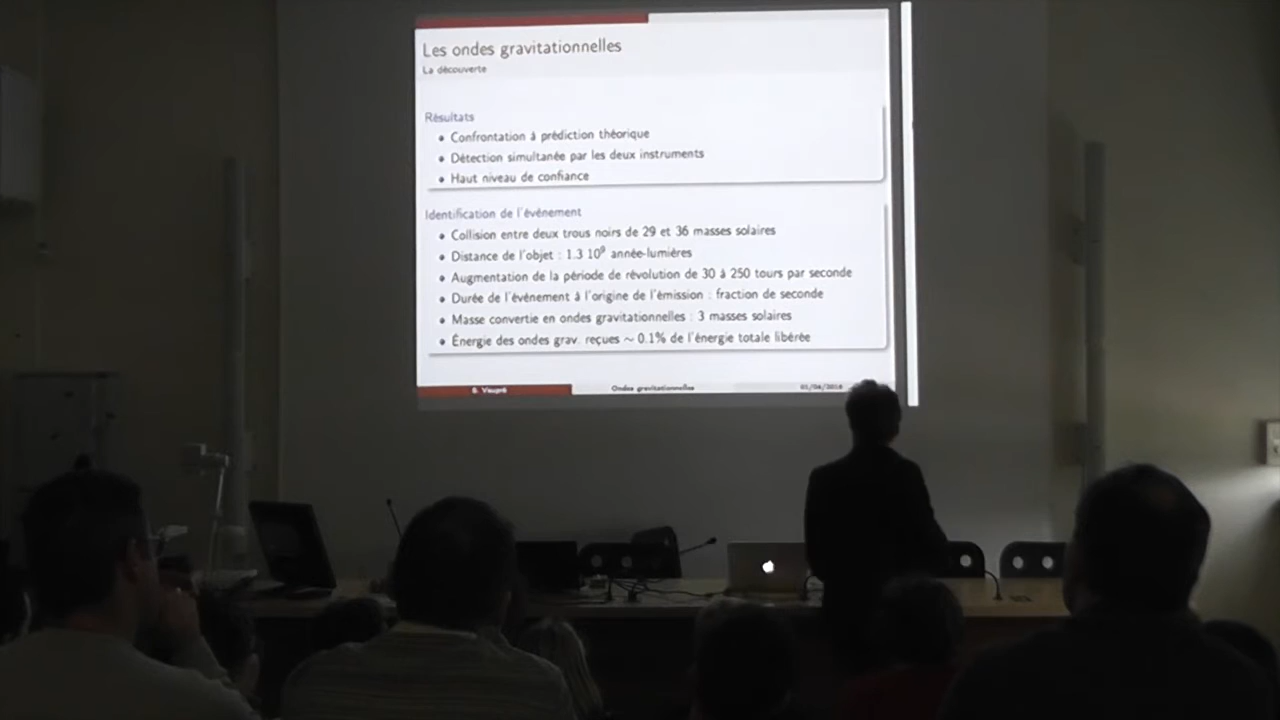 Les ondes gravitationnelles
La découverte
Résultats
• Confrontation à prédiction théorique
• Détection simultanée par les deux instruments
• Haut niveau de confiance
Identification de l'événement
• Collision entre deux trous noirs de 29 et 36 masses solaires
• Distance de l'objet : 1.3 10⁹ année-lumières
• Augmentation de la période de révolution de 30 à 250 tours par seconde
• Durée de l'événement à l'origine de l'émission : fraction de seconde
• Masse convertie en ondes gravitationnelles : 3 masses solaires
• Énergie des ondes grav. reçues ~ 0.1% de l'énergie totale libérée
S. Vaupré Ondes gravitationnelles 01/04/2016